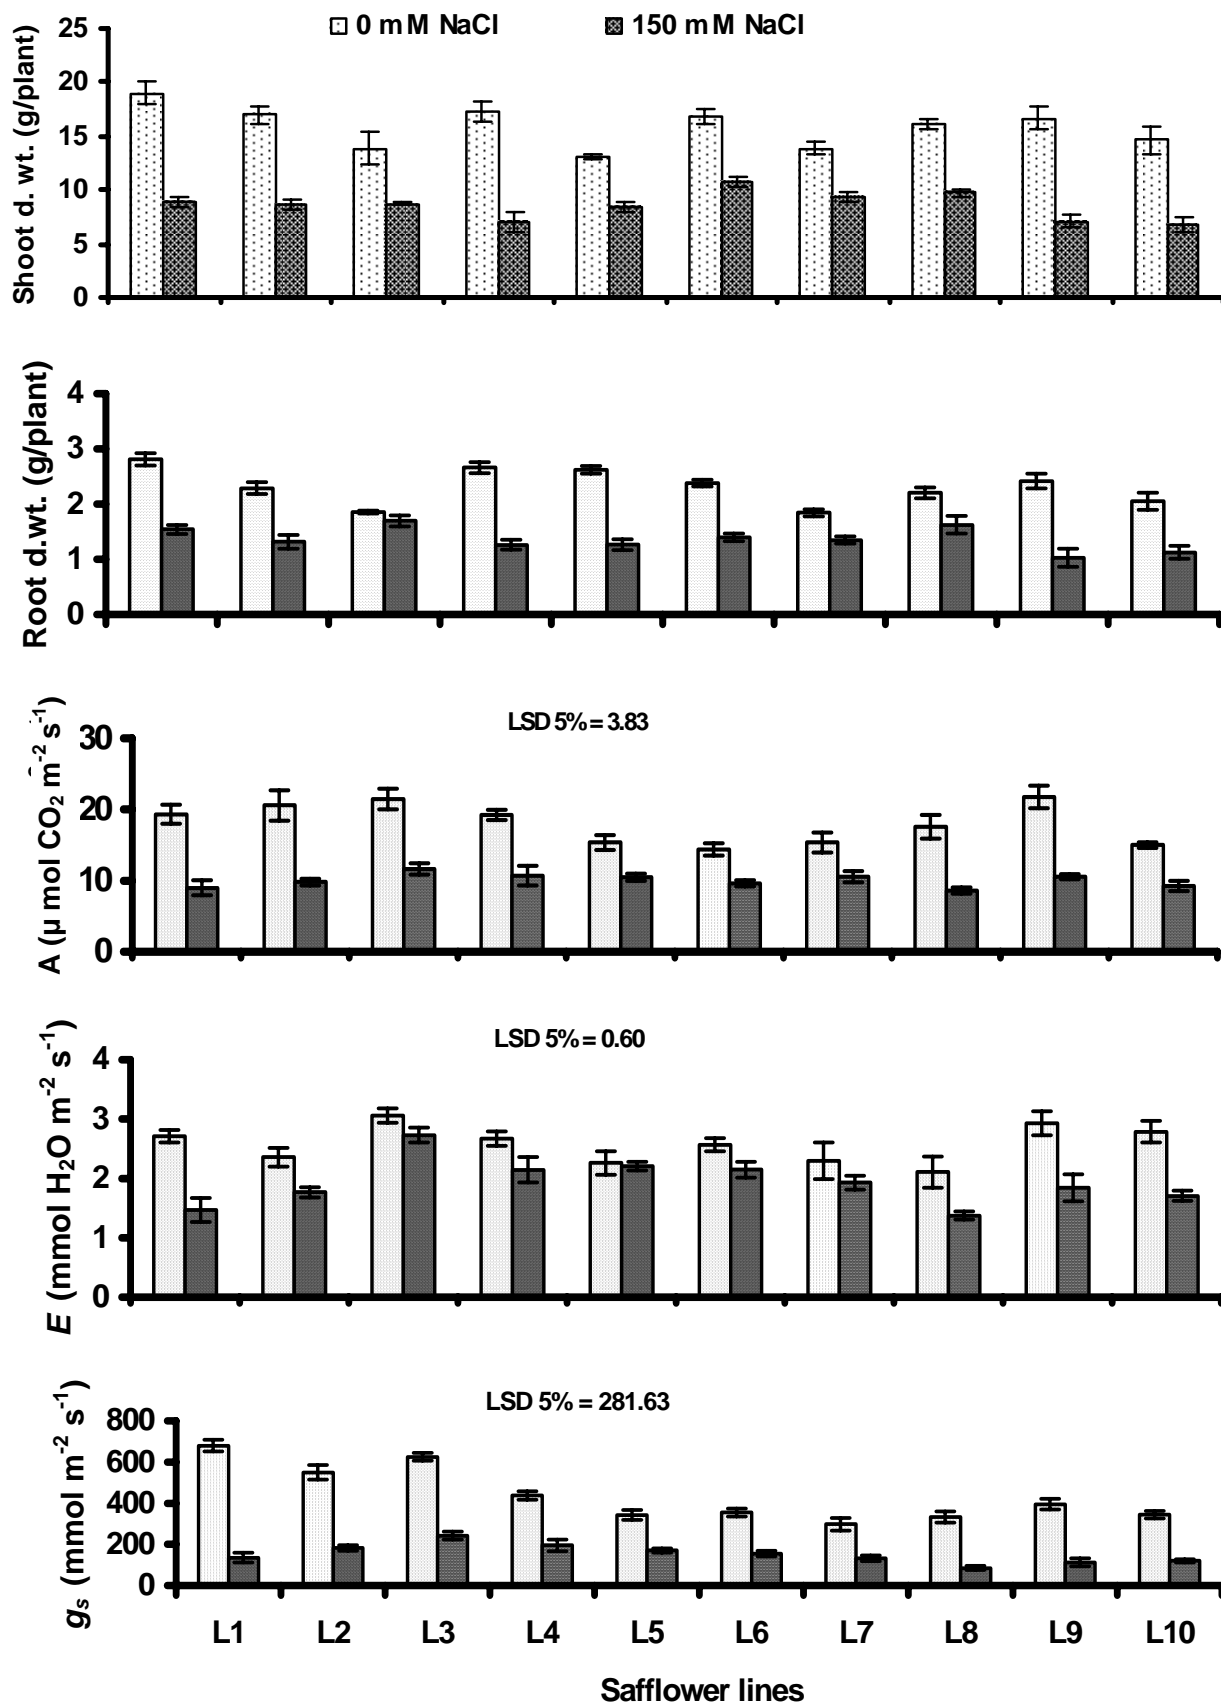 0 mM NaCl 150 mM NaCl
Shoot d. wt. (g/plant)
25
20
15
10
5
0
Root d.wt. (g/plant)
4
3
2
1
0
LSD 5% = 3.83
A (µ mol CO₂ m⁻² s⁻¹)
30
20
10
0
LSD 5% = 0.60
E (mmol H₂O m⁻² s⁻¹)
4
3
2
1
0
LSD 5% = 281.63
gₛ (mmol m⁻² s⁻¹)
800
600
400
200
0
L1 L2 L3 L4 L5 L6 L7 L8 L9 L10
Safflower lines